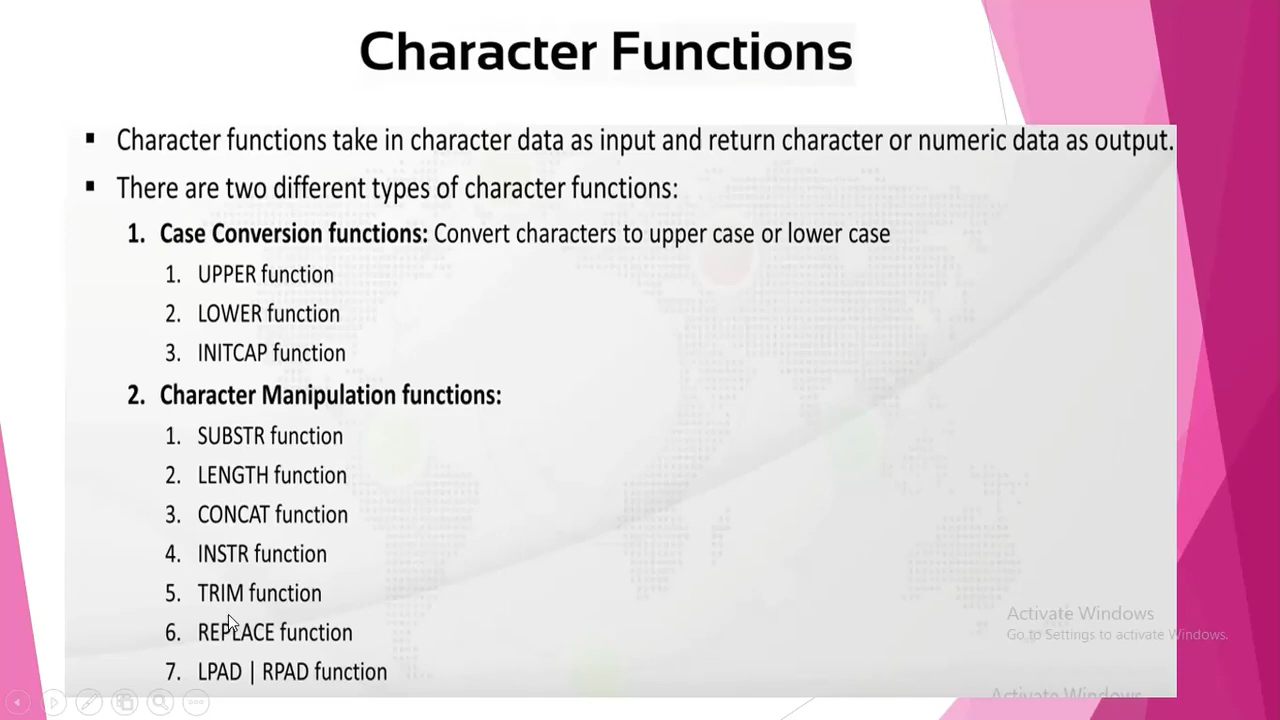 Character Functions
▪ Character functions take in character data as input and return character or numeric data as output.
▪ There are two different types of character functions:
1. Case Conversion functions: Convert characters to upper case or lower case
1. UPPER function
2. LOWER function
3. INITCAP function
2. Character Manipulation functions:
1. SUBSTR function
2. LENGTH function
3. CONCAT function
4. INSTR function
5. TRIM function
6. REPLACE function
7. LPAD | RPAD function
Activate Windows
Go to Settings to activate Windows.
Activate Windows